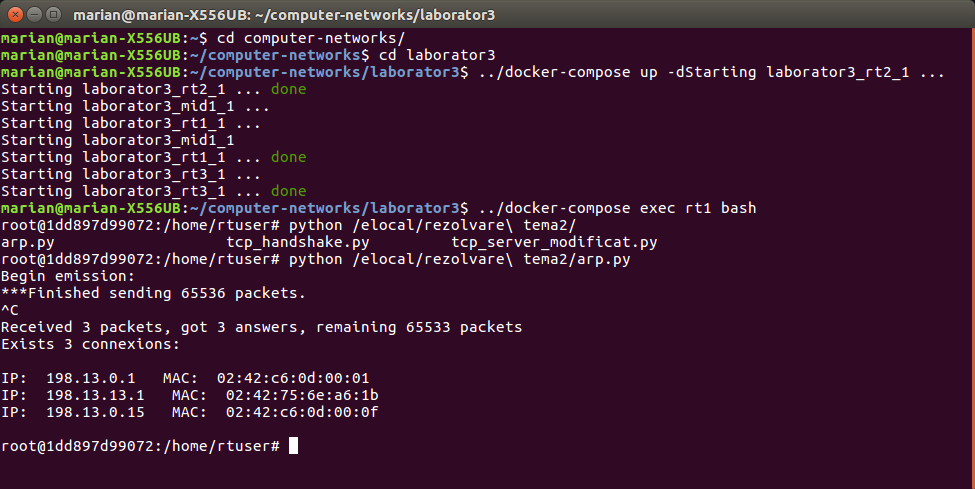 marian@marian-X556UB: ~/computer-networks/laborator3
marian@marian-X556UB:~$ cd computer-networks/
marian@marian-X556UB:~/computer-networks$ cd laborator3
marian@marian-X556UB:~/computer-networks/laborator3$ ../docker-compose up -dStarting laborator3_rt2_1 ...
Starting laborator3_rt2_1 ... done
Starting laborator3_mid1_1 ...
Starting laborator3_rt1_1 ...
Starting laborator3_mid1_1
Starting laborator3_rt1_1 ... done
Starting laborator3_rt3_1 ...
Starting laborator3_rt3_1 ... done
marian@marian-X556UB:~/computer-networks/laborator3$ ../docker-compose exec rt1 bash
root@1dd897d99072:/home/rtuser# python /elocal/rezolvare\ tema2/
arp.py                   tcp_handshake.py         tcp_server_modificat.py
root@1dd897d99072:/home/rtuser# python /elocal/rezolvare\ tema2/arp.py
Begin emission:
***Finished sending 65536 packets.
^C
Received 3 packets, got 3 answers, remaining 65533 packets
Exists 3 connexions:
IP:  198.13.0.1   MAC:  02:42:c6:0d:00:01
IP:  198.13.13.1   MAC:  02:42:75:6e:a6:1b
IP:  198.13.0.15   MAC:  02:42:c6:0d:00:0f
root@1dd897d99072:/home/rtuser#